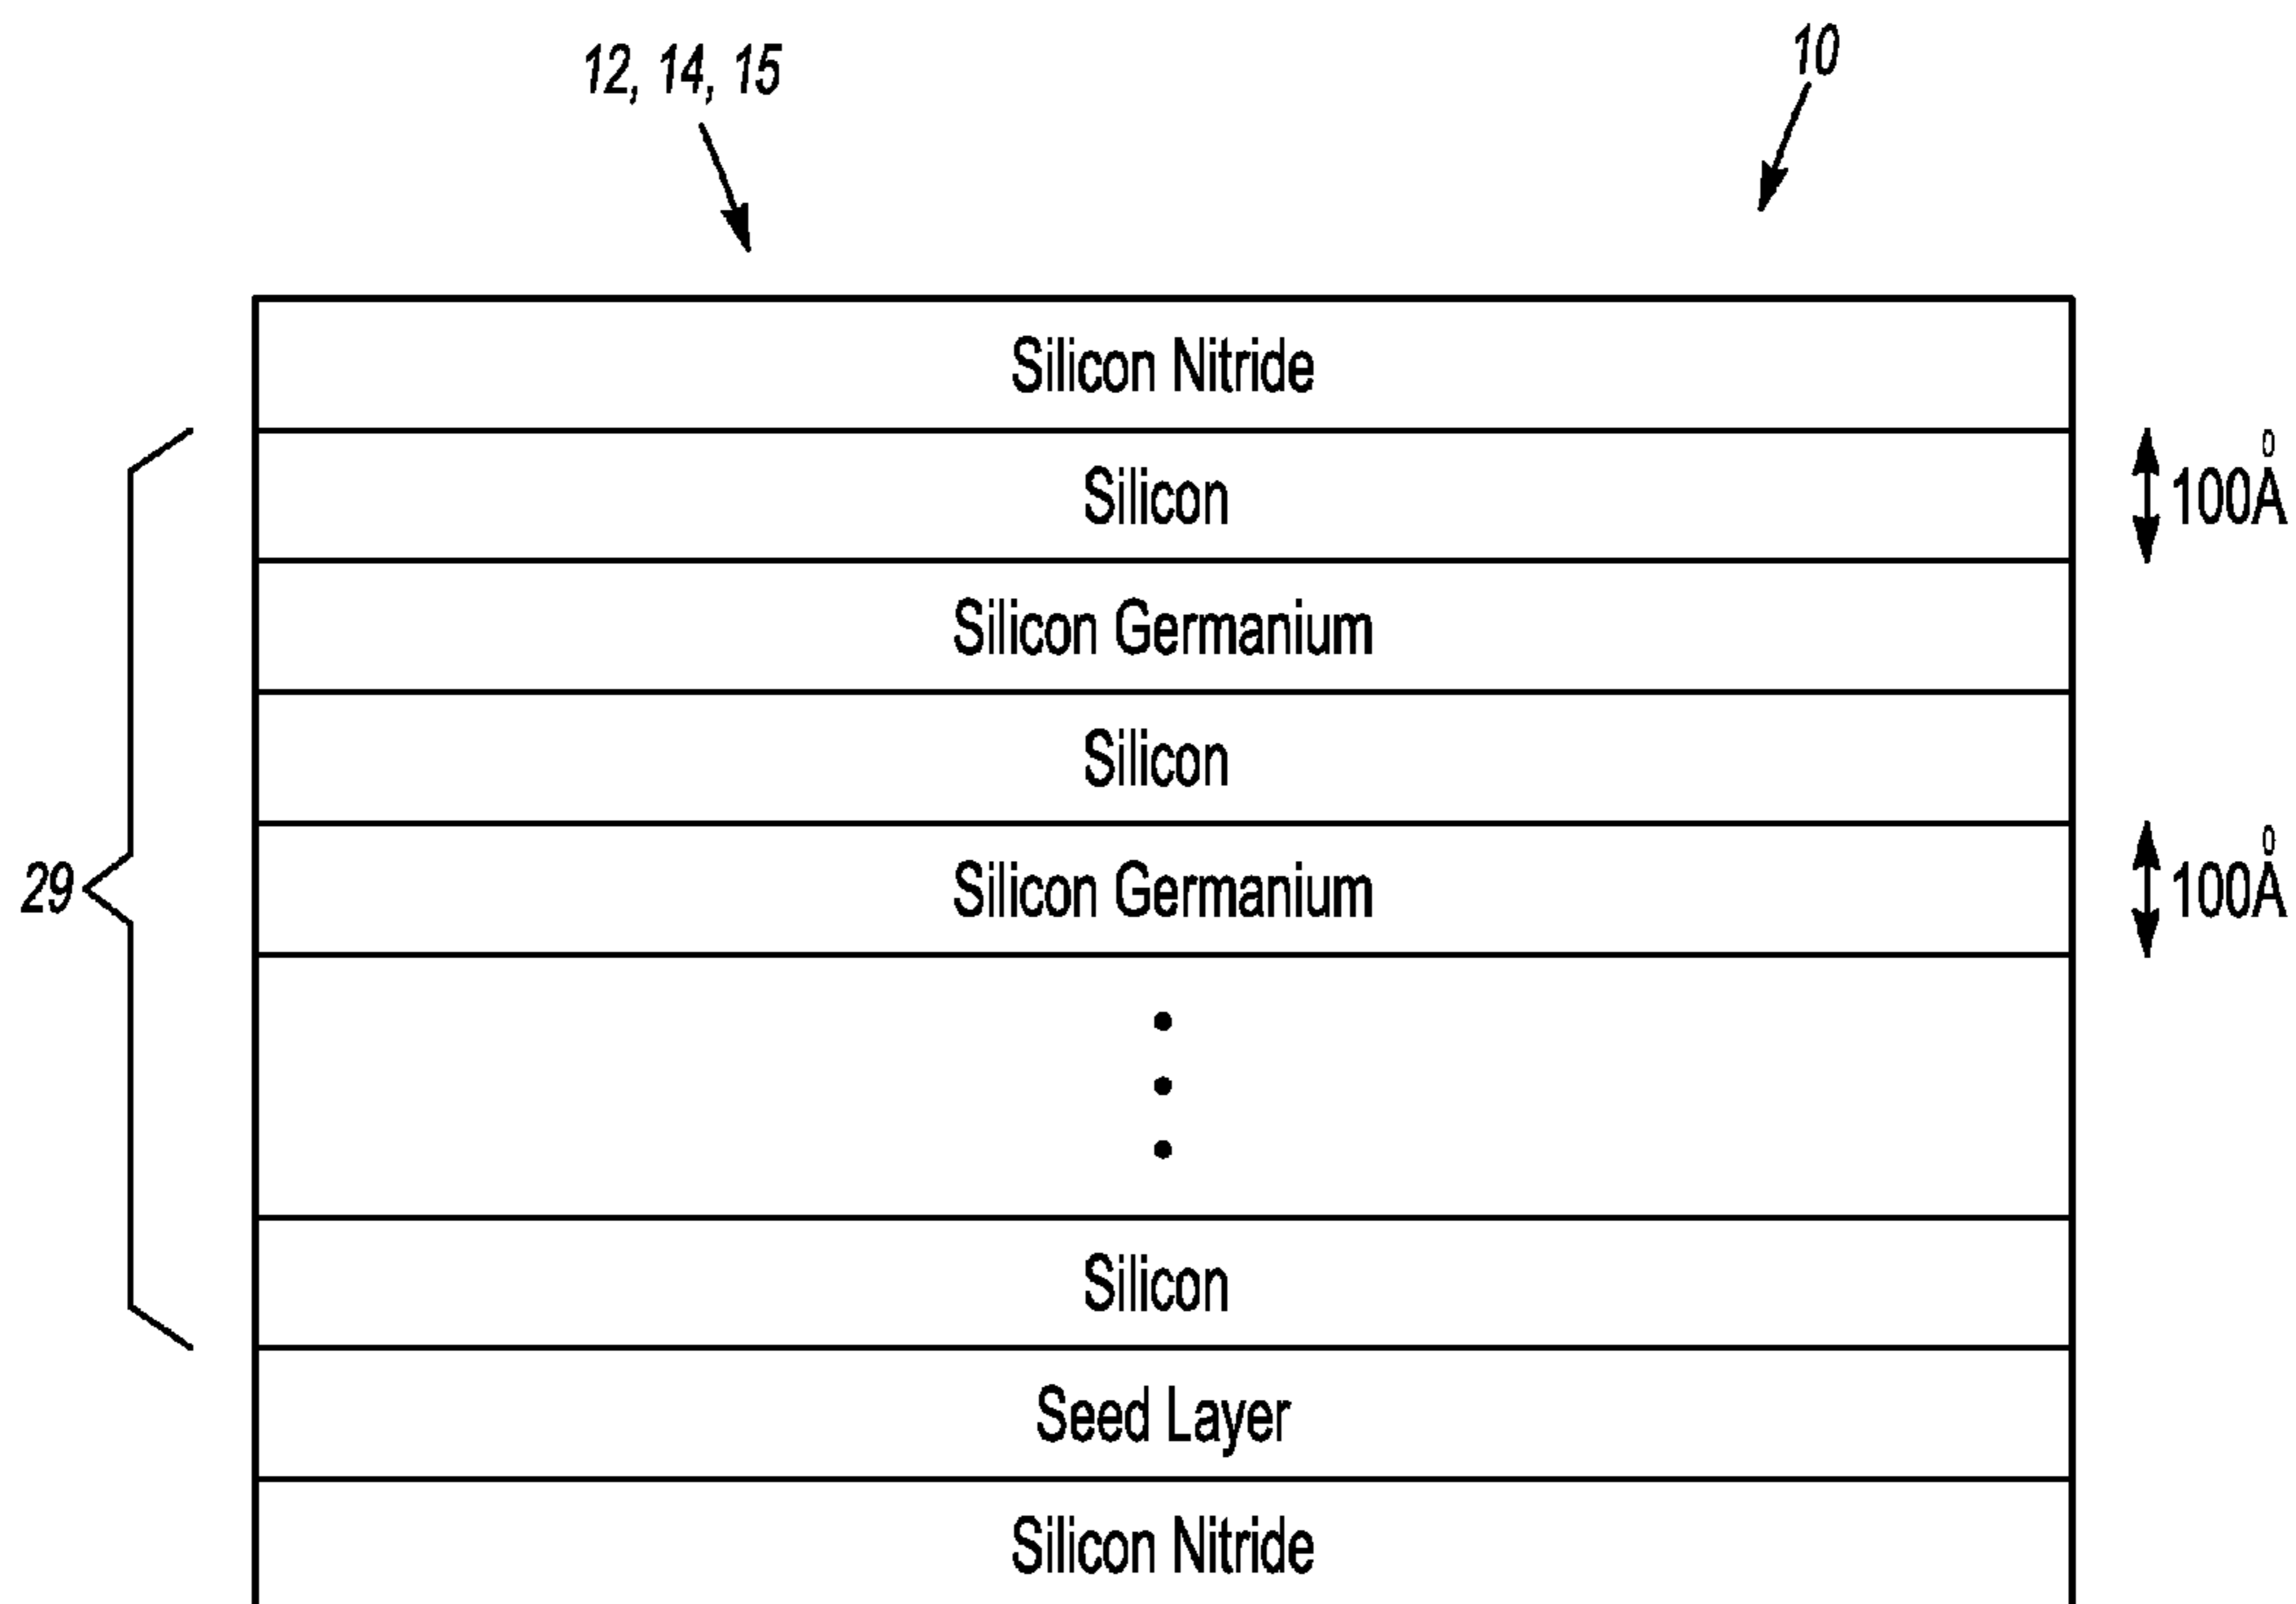 12, 14, 15
10
Silicon Nitride
Silicon
100Å
Silicon Germanium
Silicon
29
Silicon Germanium
100Å
Silicon
Seed Layer
Silicon Nitride